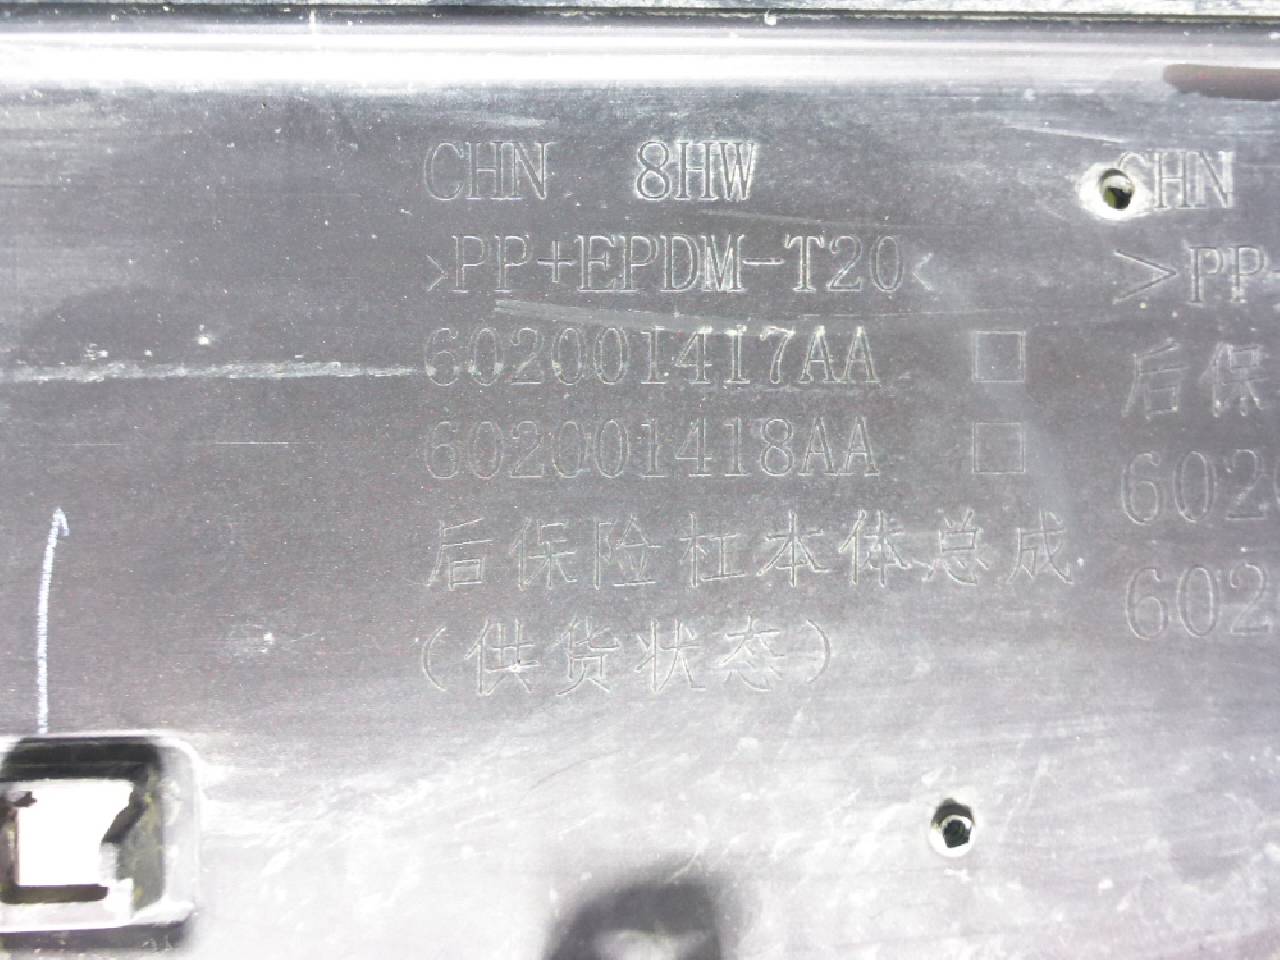 CHN 8HW
>PP+EPDM-T20<
602001417AA □
602001418AA □
后保险杠本体总成
(供货状态)
CHN
>PP
后保
602
602